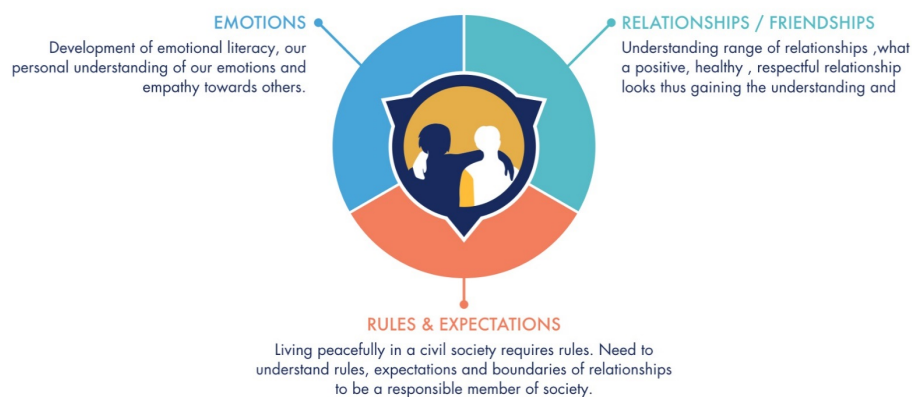 EMOTIONS
Development of emotional literacy, our
personal understanding of our emotions and
empathy towards others.
RELATIONSHIPS / FRIENDSHIPS
Understanding range of relationships ,what
a positive, healthy , respectful relationship
looks thus gaining the understanding and
RULES & EXPECTATIONS
Living peacefully in a civil society requires rules. Need to
understand rules, expectations and boundaries of relationships
to be a responsible member of society.